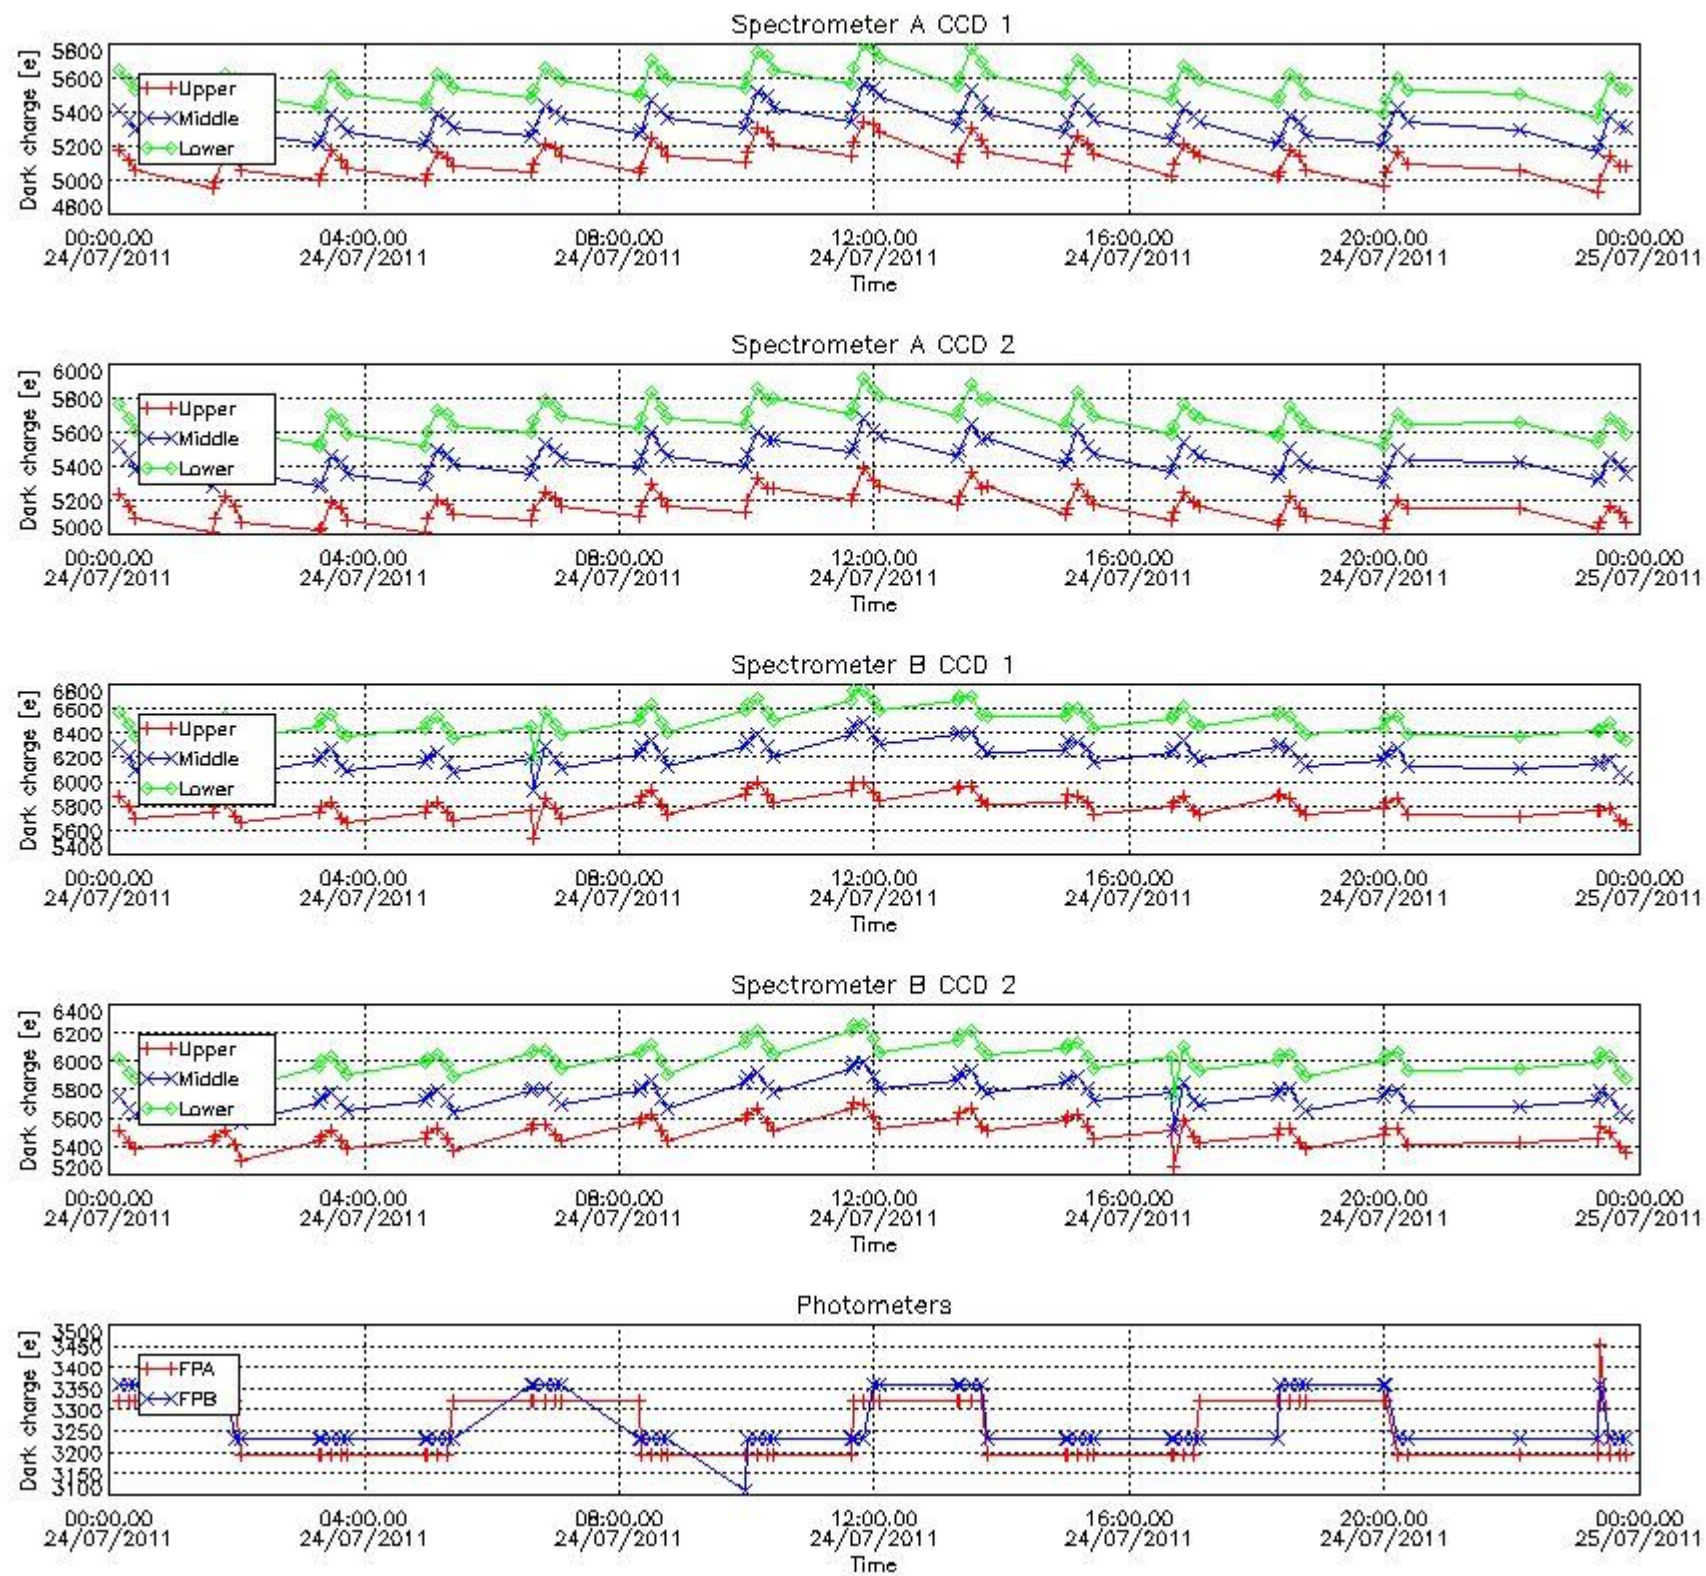 Spectrometer A CCD 1
Dark charge [e]
5800
5600
5400
5200
5000
4800
Upper
Middle
Lower
00:00.00 04:00.00 08:00.00 12:00.00 16:00.00 20:00.00 00:00.00
24/07/2011 24/07/2011 24/07/2011 24/07/2011 24/07/2011 24/07/2011 25/07/2011
Time
Spectrometer A CCD 2
Dark charge [e]
6000
5800
5600
5400
5200
5000
Upper
Middle
Lower
00:00.00 04:00.00 08:00.00 12:00.00 16:00.00 20:00.00 00:00.00
24/07/2011 24/07/2011 24/07/2011 24/07/2011 24/07/2011 24/07/2011 25/07/2011
Time
Spectrometer B CCD 1
Dark charge [e]
6800
6600
6400
6200
6000
5800
5600
5400
Upper
Middle
Lower
00:00.00 04:00.00 08:00.00 12:00.00 16:00.00 20:00.00 00:00.00
24/07/2011 24/07/2011 24/07/2011 24/07/2011 24/07/2011 24/07/2011 25/07/2011
Time
Spectrometer B CCD 2
Dark charge [e]
6400
6200
6000
5800
5600
5400
5200
Upper
Middle
Lower
00:00.00 04:00.00 08:00.00 12:00.00 16:00.00 20:00.00 00:00.00
24/07/2011 24/07/2011 24/07/2011 24/07/2011 24/07/2011 24/07/2011 25/07/2011
Time
Photometers
Dark charge [e]
3500
3450
3400
3350
3300
3250
3200
3150
3100
FPA
FPB
00:00.00 04:00.00 08:00.00 12:00.00 16:00.00 20:00.00 00:00.00
24/07/2011 24/07/2011 24/07/2011 24/07/2011 24/07/2011 24/07/2011 25/07/2011
Time